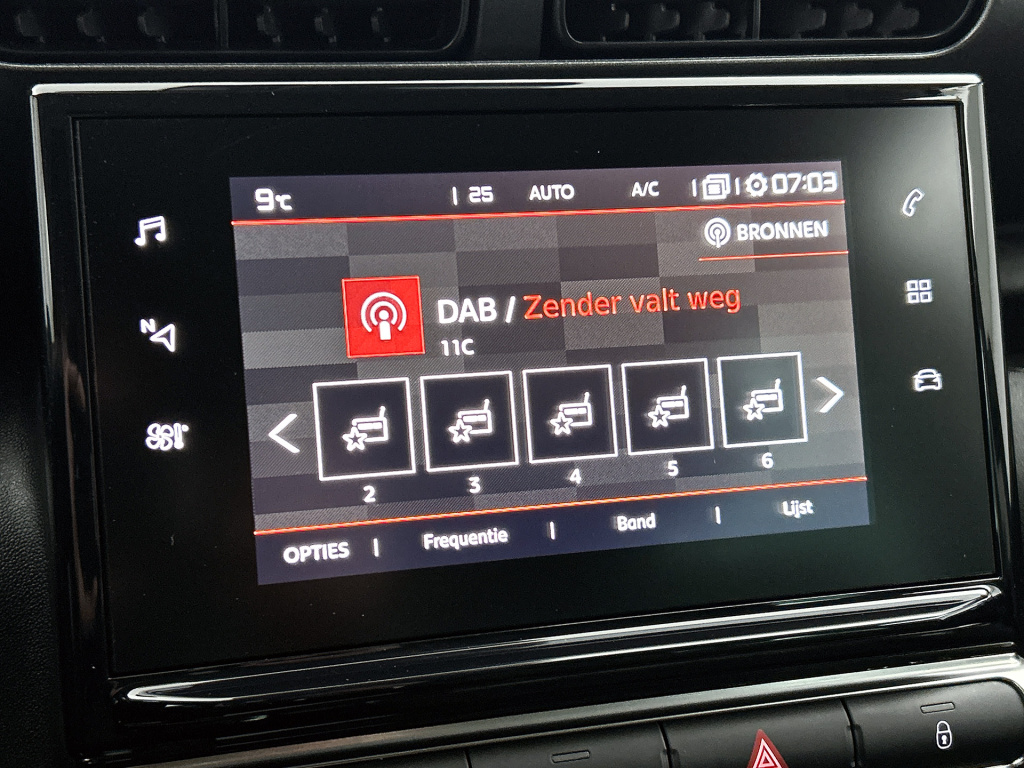 9°C | 25 AUTO A/C | | 07:03
BRONNEN
DAB / Zender valt weg
11C
2 3 4 5 6
OPTIES | Frequentie | Band | Lijst
N